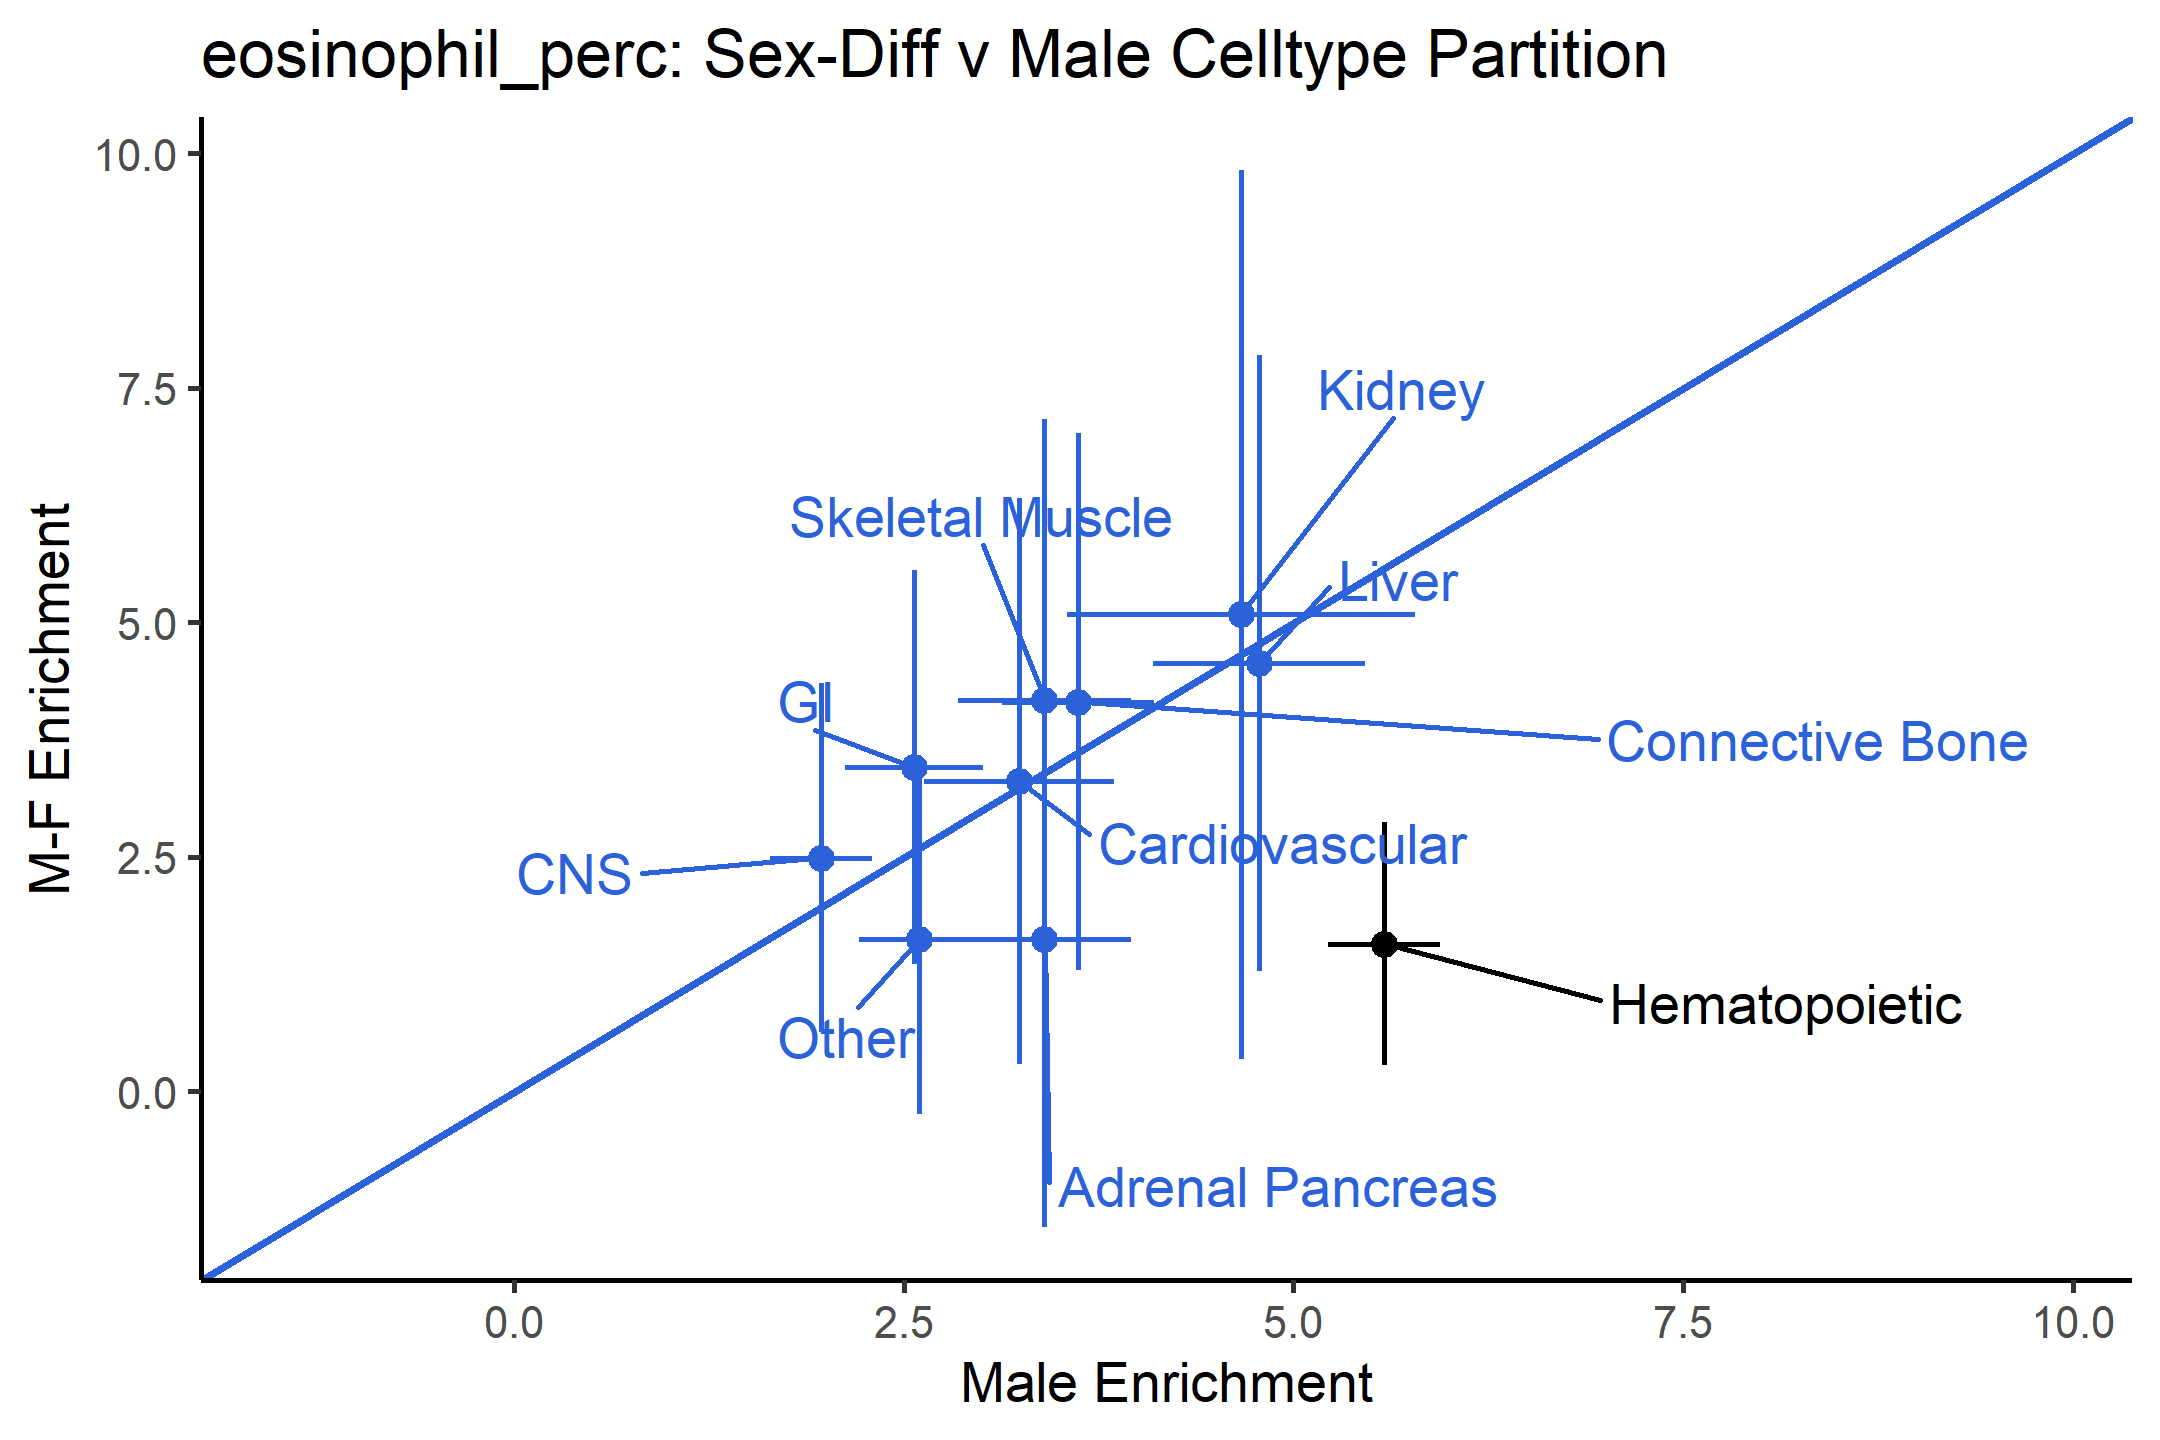 eosinophil_perc: Sex-Diff v Male Celltype Partition
M-F Enrichment
10.0
7.5
5.0
2.5
0.0
Kidney
Skeletal Muscle
Liver
GI
Connective Bone
Cardiovascular
CNS
Hematopoietic
Other
Adrenal Pancreas
0.0 2.5 5.0 7.5 10.0
Male Enrichment